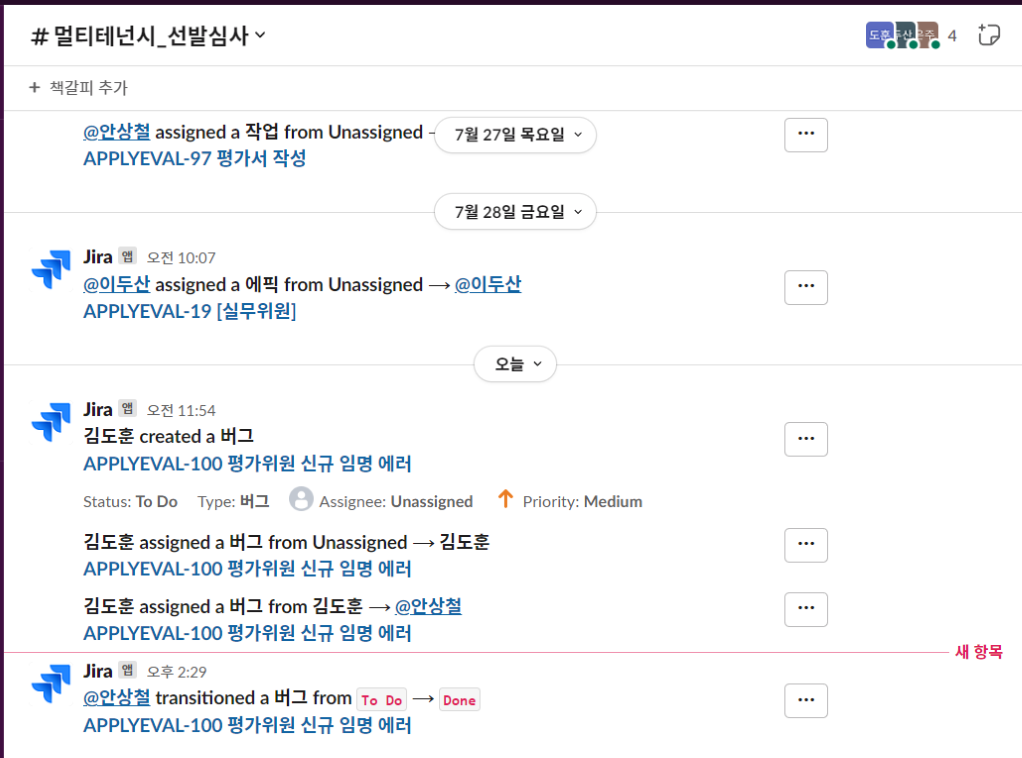 # 멀티테넌시_선발심사
도훈 두산 은주 4
+ 책갈피 추가
@안상철 assigned a 작업 from Unassigned
7월 27일 목요일
APPLYEVAL-97 평가서 작성
7월 28일 금요일
Jira 앱 오전 10:07
@이두산 assigned a 에픽 from Unassigned → @이두산
APPLYEVAL-19 [실무위원]
오늘
Jira 앱 오전 11:54
김도훈 created a 버그
APPLYEVAL-100 평가위원 신규 임명 에러
Status: To Do Type: 버그 Assignee: Unassigned Priority: Medium
김도훈 assigned a 버그 from Unassigned → 김도훈
APPLYEVAL-100 평가위원 신규 임명 에러
김도훈 assigned a 버그 from 김도훈 → @안상철
APPLYEVAL-100 평가위원 신규 임명 에러
새 항목
Jira 앱 오후 2:29
@안상철 transitioned a 버그 from To Do → Done
APPLYEVAL-100 평가위원 신규 임명 에러